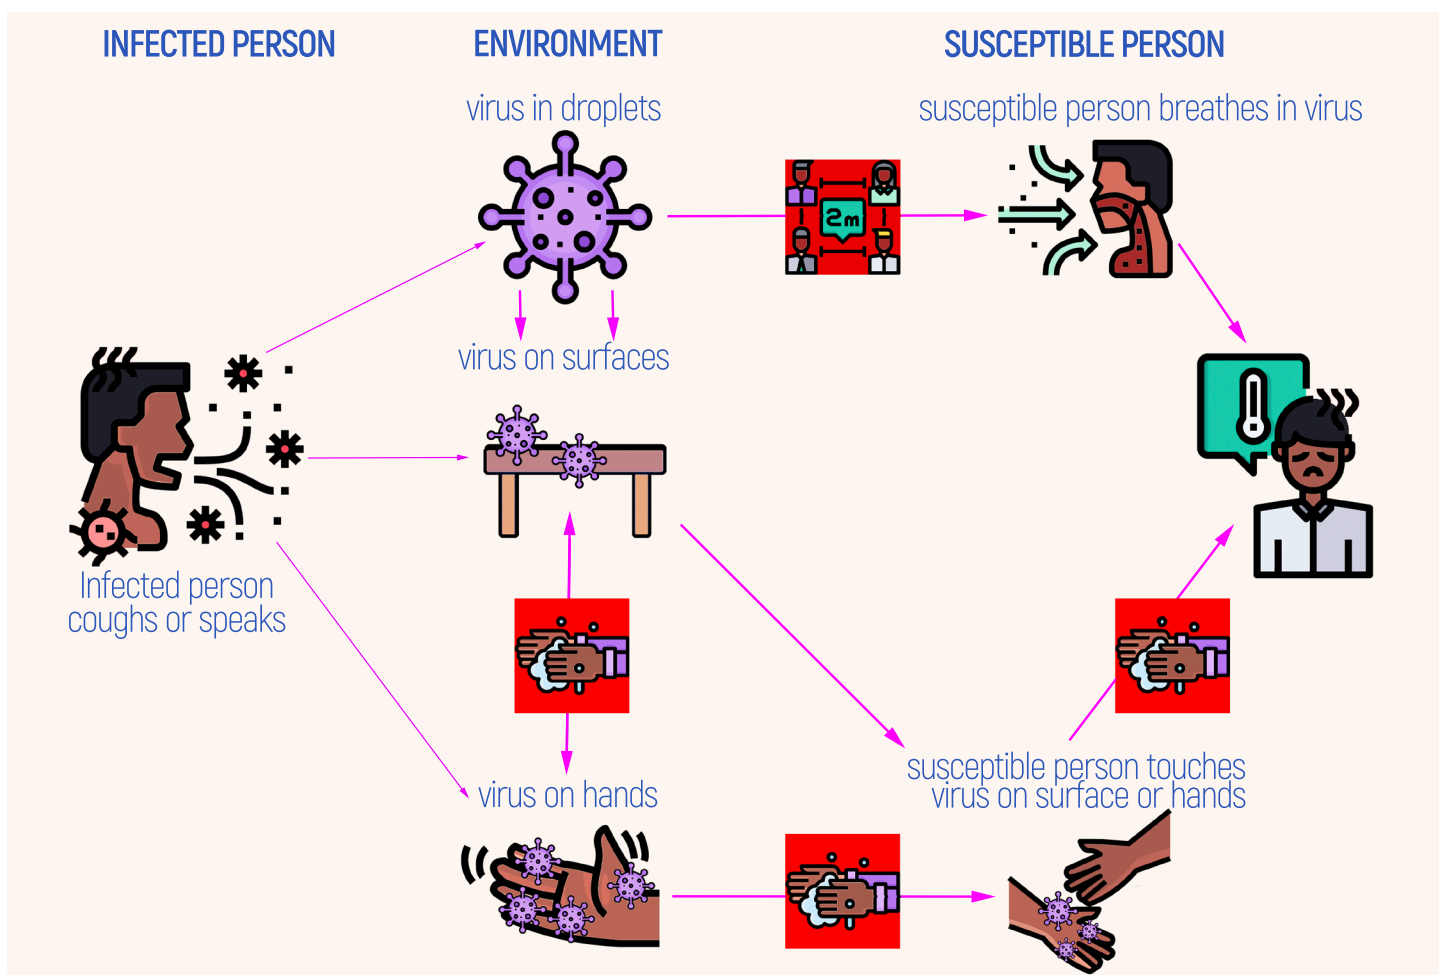 INFECTED PERSON
ENVIRONMENT
SUSCEPTIBLE PERSON
virus in droplets
susceptible person breathes in virus
2m
virus on surfaces
Infected person
coughs or speaks
virus on hands
susceptible person touches
virus on surface or hands